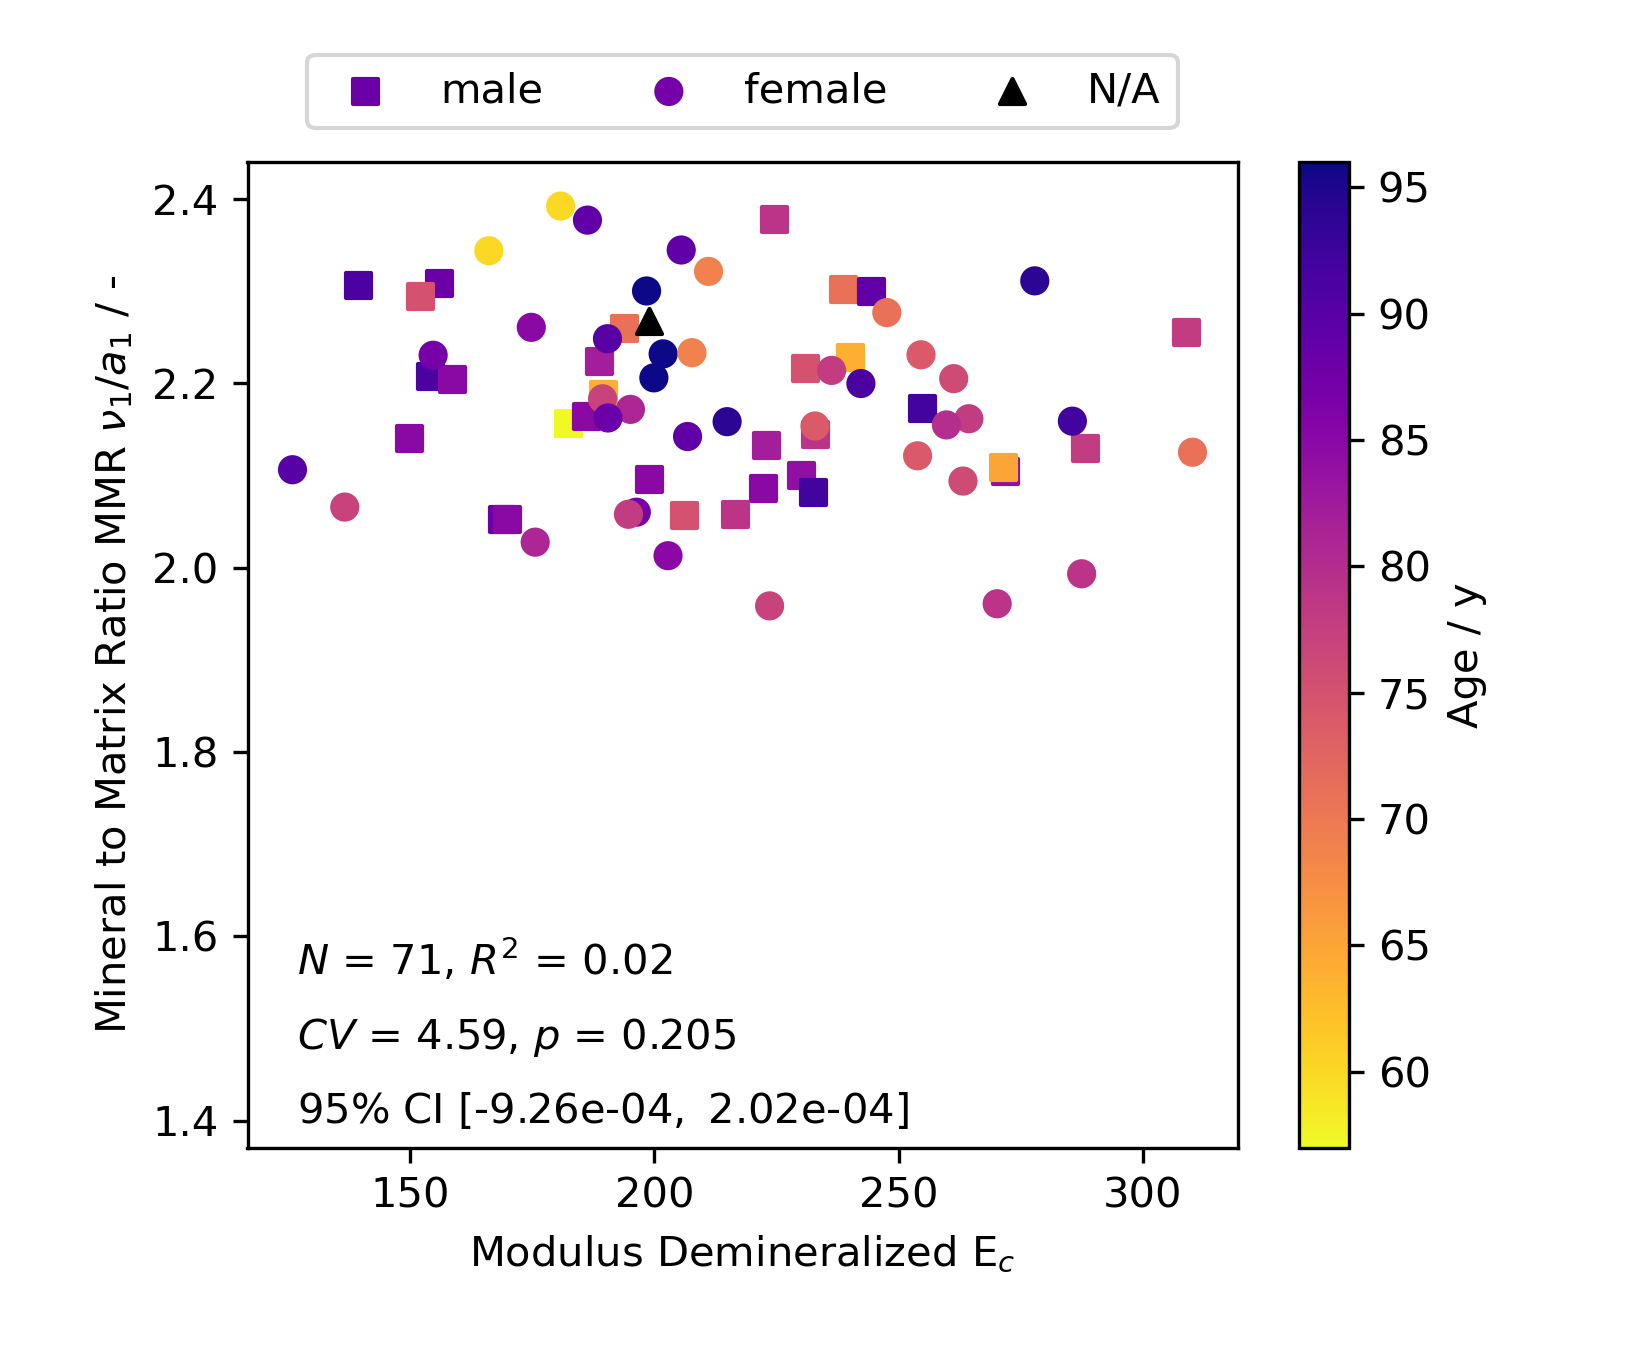 male female N/A
Mineral to Matrix Ratio MMR ν₁/a₁ / -
2.4
2.2
2.0
1.8
1.6
1.4
N = 71, R² = 0.02
CV = 4.59, p = 0.205
95% CI [-9.26e-04, 2.02e-04]
150 200 250 300
Modulus Demineralized E_c
95
90
85
80
75
70
65
60
Age / y